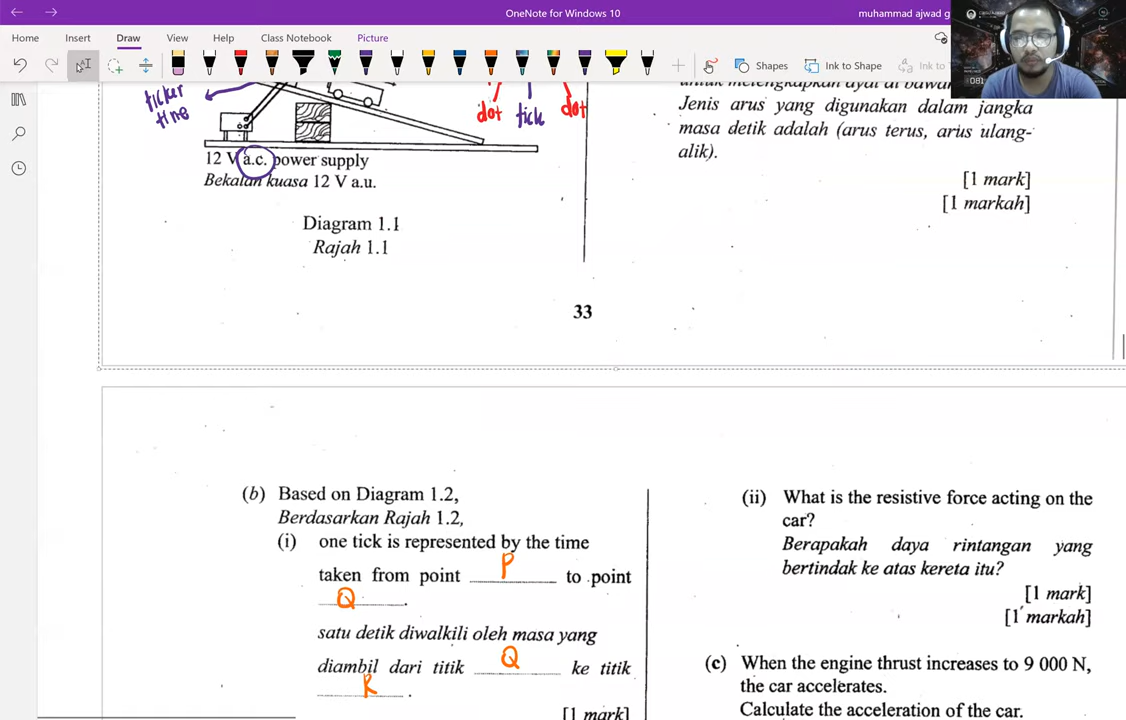 OneNote for Windows 10
muhammad ajwad g
Home Insert Draw View Help Class Notebook Picture
Shapes Ink to Shape Ink to
081
ticker
time
dot tick dot
12 V a.c. power supply
Bekalan kuasa 12 V a.u.
Diagram 1.1
Rajah 1.1
Jenis arus yang digunakan dalam jangka
masa detik adalah (arus terus, arus ulang-
alik).
[1 mark]
[1 markah]
33
(b) Based on Diagram 1.2,
Berdasarkan Rajah 1.2,
(i) one tick is represented by the time
taken from point P to point
Q .
satu detik diwalkili oleh masa yang
diambil dari titik Q ke titik
R .
[1 mark]
(ii) What is the resistive force acting on the
car?
Berapakah daya rintangan yang
bertindak ke atas kereta itu?
[1 mark]
[1 markah]
(c) When the engine thrust increases to 9 000 N,
the car accelerates.
Calculate the acceleration of the car.